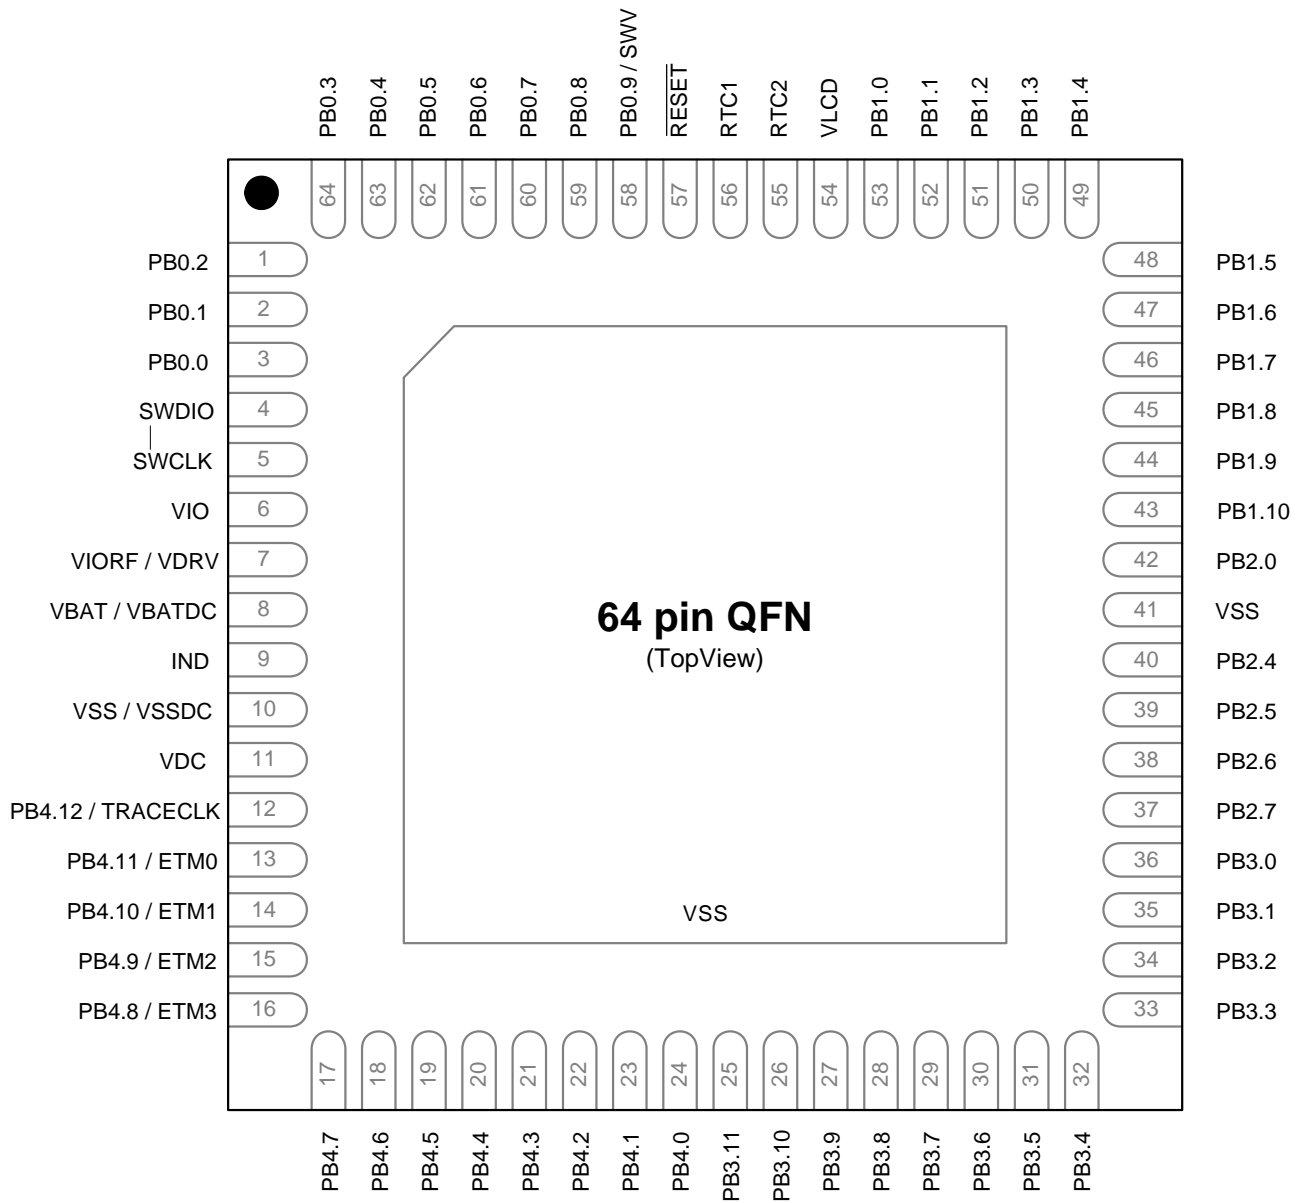 PB0.3
PB0.4
PB0.5
PB0.6
PB0.7
PB0.8
PB0.9 / SWV
RESET
RTC1
RTC2
VLCD
PB1.0
PB1.1
PB1.2
PB1.3
PB1.4
64
63
62
61
60
59
58
57
56
55
54
53
52
51
50
49
PB0.2 1
PB0.1 2
PB0.0 3
SWDIO 4
SWCLK 5
VIO 6
VIORF / VDRV 7
VBAT / VBATDC 8
IND 9
VSS / VSSDC 10
VDC 11
PB4.12 / TRACECLK 12
PB4.11 / ETM0 13
PB4.10 / ETM1 14
PB4.9 / ETM2 15
PB4.8 / ETM3 16
64 pin QFN
(TopView)
VSS
48 PB1.5
47 PB1.6
46 PB1.7
45 PB1.8
44 PB1.9
43 PB1.10
42 PB2.0
41 VSS
40 PB2.4
39 PB2.5
38 PB2.6
37 PB2.7
36 PB3.0
35 PB3.1
34 PB3.2
33 PB3.3
17
18
19
20
21
22
23
24
25
26
27
28
29
30
31
32
PB4.7
PB4.6
PB4.5
PB4.4
PB4.3
PB4.2
PB4.1
PB4.0
PB3.11
PB3.10
PB3.9
PB3.8
PB3.7
PB3.6
PB3.5
PB3.4